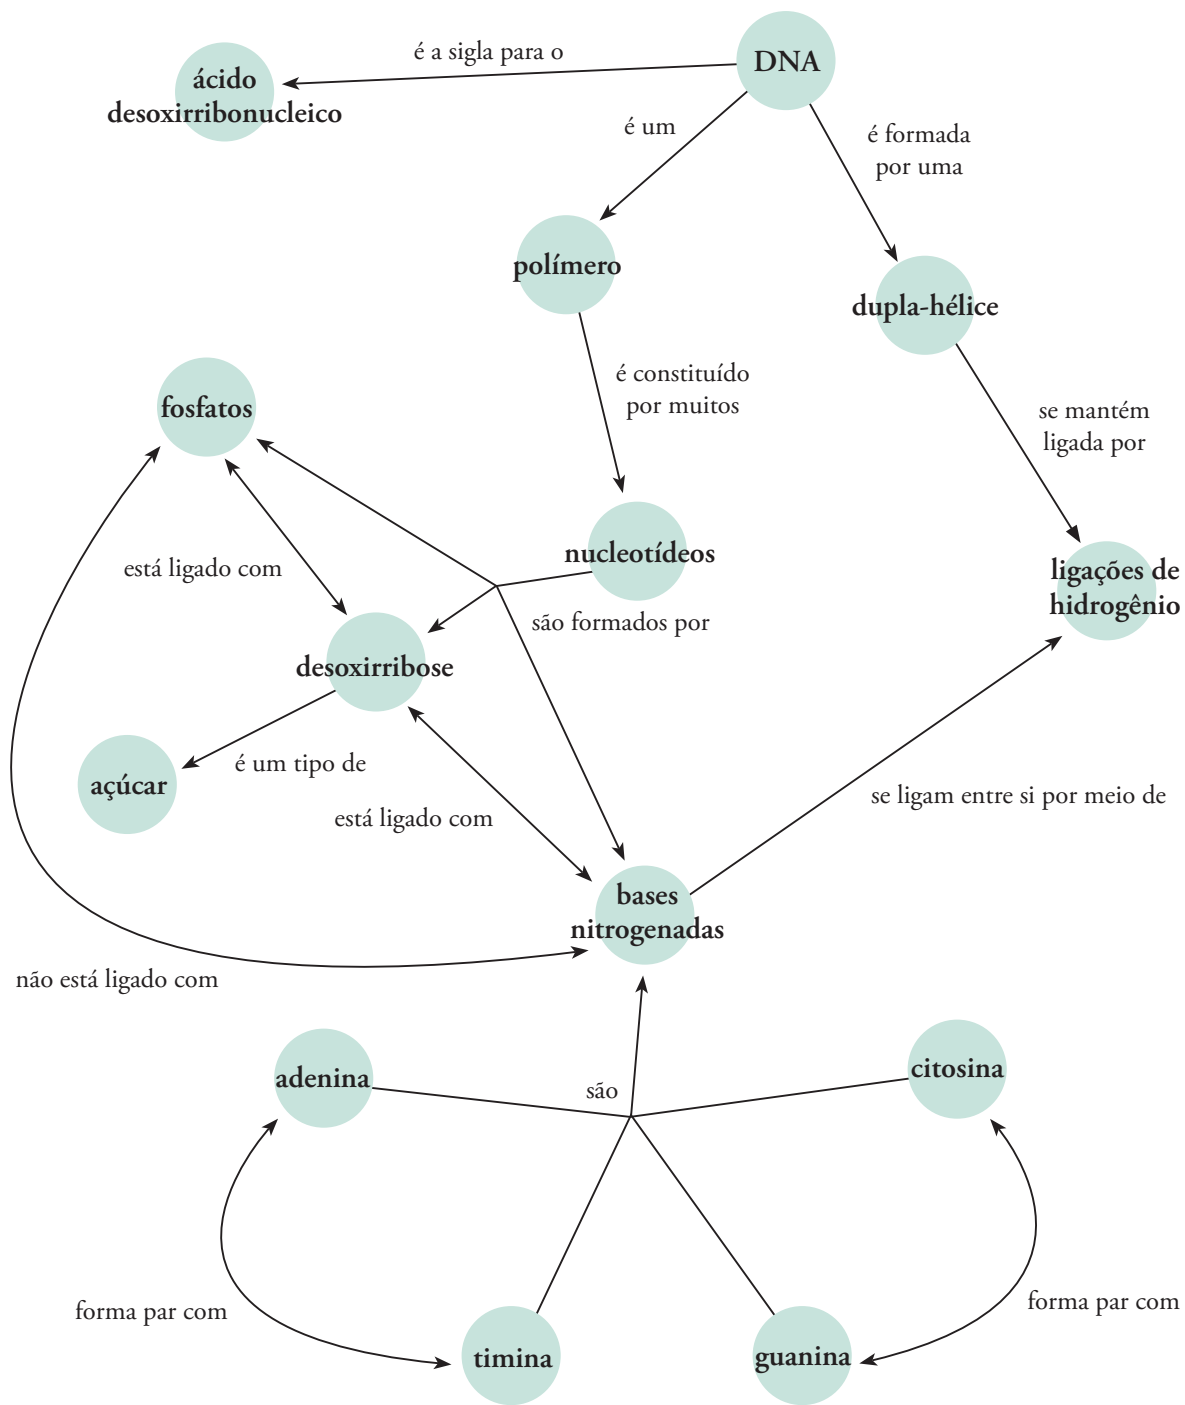 é a sigla para o
DNA
ácido
desoxirribonucleico
é um
é formada
por uma
polímero
dupla-hélice
é constituído
por muitos
fosfatos
se mantém
ligada por
nucleotídeos
está ligado com
ligações de
hidrogênio
são formados por
desoxirribose
é um tipo de
açúcar
se ligam entre si por meio de
está ligado com
bases
nitrogenadas
não está ligado com
adenina
citosina
são
forma par com
forma par com
timina
guanina